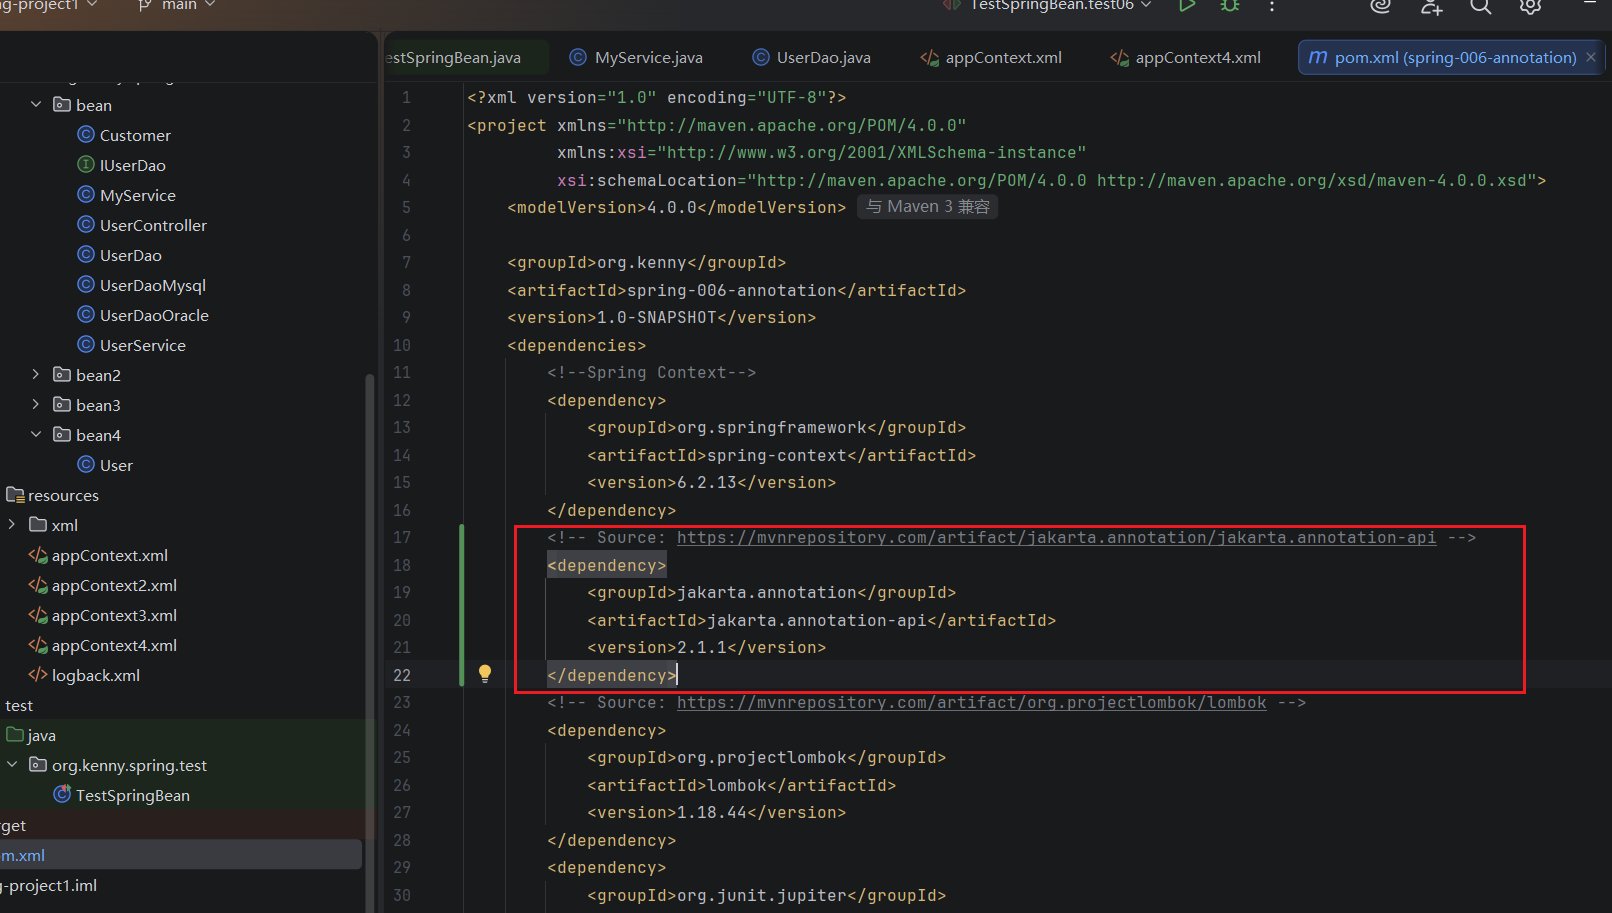 main
TestSpringBean.test06
MyService.java
UserDao.java
appContext.xml
appContext4.xml
pom.xml (spring-006-annotation)
bean
Customer
IUserDao
MyService
UserController
UserDao
UserDaoMysql
UserDaoOracle
UserService
bean2
bean3
bean4
User
resources
xml
appContext.xml
appContext2.xml
appContext3.xml
appContext4.xml
logback.xml
test
java
org.kenny.spring.test
TestSpringBean
1 <?xml version="1.0" encoding="UTF-8"?>
2 <project xmlns="http://maven.apache.org/POM/4.0.0"
3 xmlns:xsi="http://www.w3.org/2001/XMLSchema-instance"
4 xsi:schemaLocation="http://maven.apache.org/POM/4.0.0 http://maven.apache.org/xsd/maven-4.0.0.xsd">
5 <modelVersion>4.0.0</modelVersion> 与 Maven 3 兼容
6
7 <groupId>org.kenny</groupId>
8 <artifactId>spring-006-annotation</artifactId>
9 <version>1.0-SNAPSHOT</version>
10 <dependencies>
11 <!--Spring Context-->
12 <dependency>
13 <groupId>org.springframework</groupId>
14 <artifactId>spring-context</artifactId>
15 <version>6.2.13</version>
16 </dependency>
17 <!-- Source: https://mvnrepository.com/artifact/jakarta.annotation/jakarta.annotation-api -->
18 <dependency>
19 <groupId>jakarta.annotation</groupId>
20 <artifactId>jakarta.annotation-api</artifactId>
21 <version>2.1.1</version>
22 </dependency>
23 <!-- Source: https://mvnrepository.com/artifact/org.projectlombok/lombok -->
24 <dependency>
25 <groupId>org.projectlombok</groupId>
26 <artifactId>lombok</artifactId>
27 <version>1.18.44</version>
28 </dependency>
29 <dependency>
30 <groupId>org.junit.jupiter</groupId>